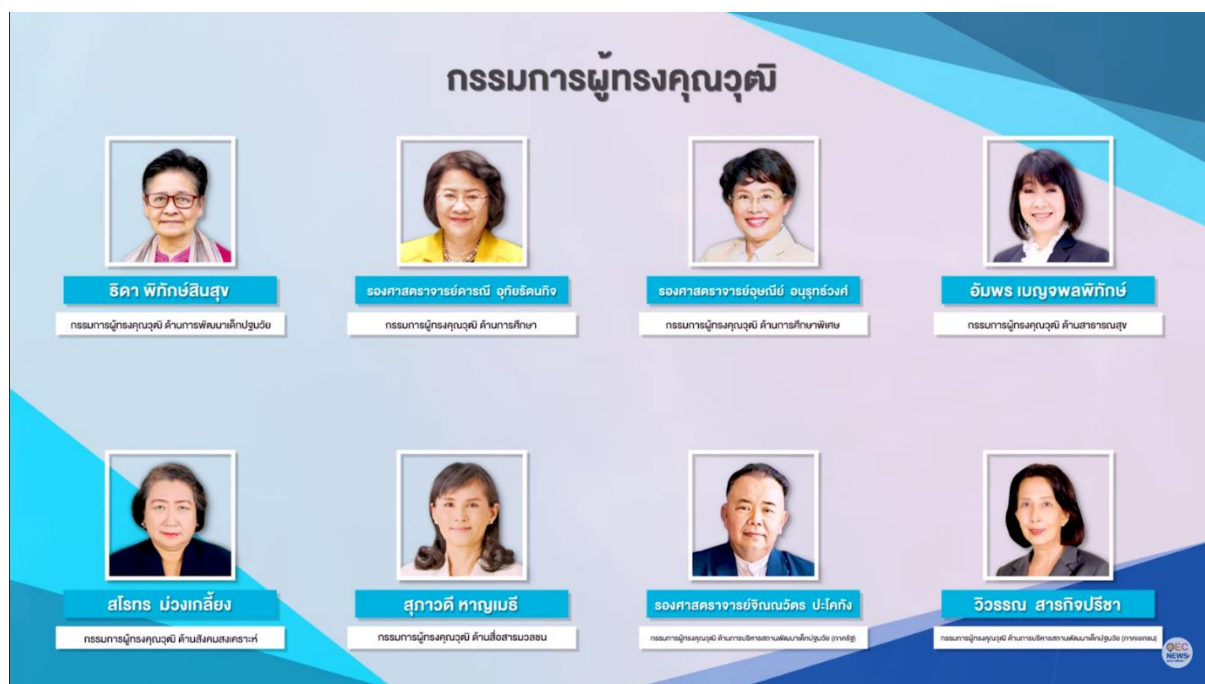 กรรมการผู้ทรงคุณวุฒิ
ธิดา พิทักษ์สินสุข
กรรมการผู้ทรงคุณวุฒิ ด้านการพัฒนาเด็กปฐมวัย
รองศาสตราจารย์ดารณี อุทัยรัตนกิจ
กรรมการผู้ทรงคุณวุฒิ ด้านการศึกษา
รองศาสตราจารย์อุษณีย์ อนุรุทธ์วงศ์
กรรมการผู้ทรงคุณวุฒิ ด้านการศึกษาพิเศษ
อัมพร เบญจพลพิทักษ์
กรรมการผู้ทรงคุณวุฒิ ด้านสาธารณสุข
สโรทร ม่วงเกลี้ยง
กรรมการผู้ทรงคุณวุฒิ ด้านสังคมสงเคราะห์
สุภาวดี หาญเมธี
กรรมการผู้ทรงคุณวุฒิ ด้านสื่อสารมวลชน
รองศาสตราจารย์จิณณวัตร ปะโคทัง
กรรมการผู้ทรงคุณวุฒิ ด้านการบริหารสถานพัฒนาเด็กปฐมวัย (ภาครัฐ)
วิวรรณ สารกิจปรีชา
กรรมการผู้ทรงคุณวุฒิ ด้านการบริหารสถานพัฒนาเด็กปฐมวัย (ภาคเอกชน)
OEC
NEWS